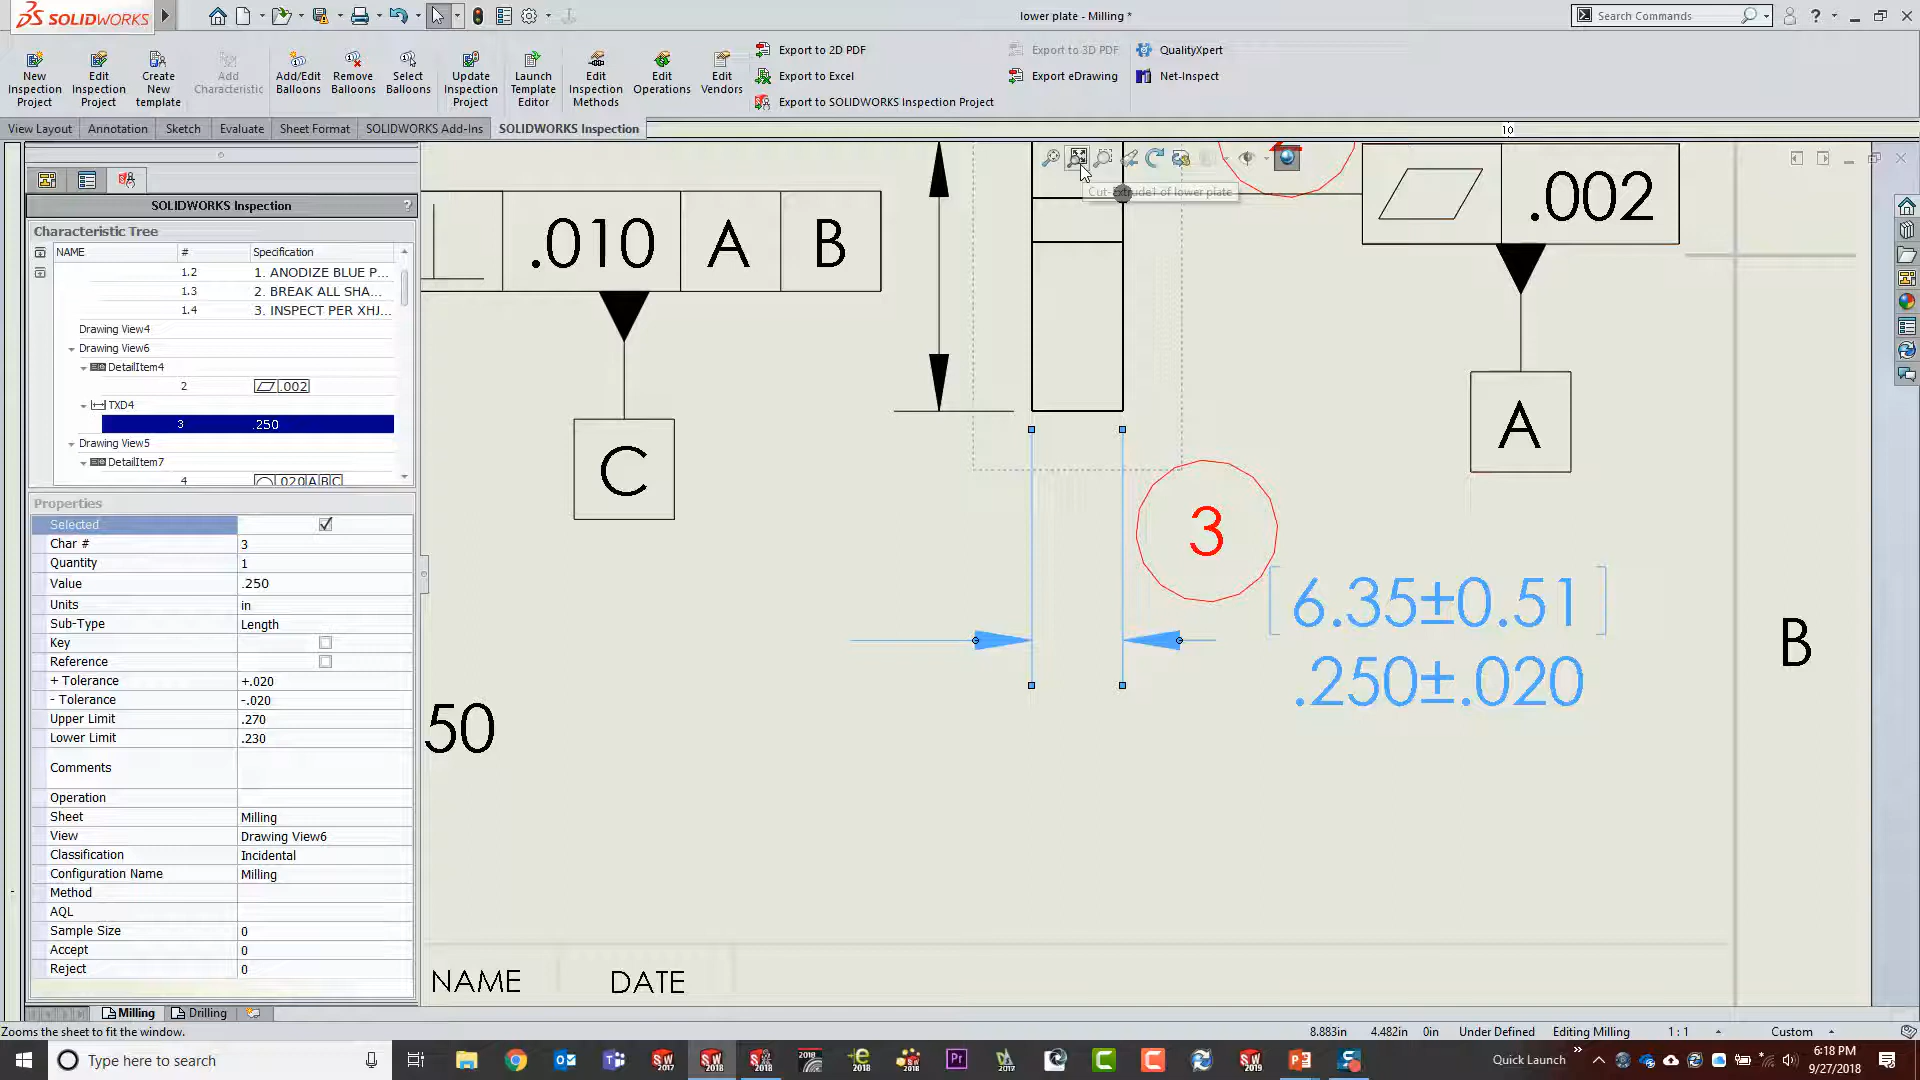 SOLIDWORKS
lower plate - Milling *
Search Commands
New Inspection Project
Edit Inspection Project
Create New template
Add Characteristic
Add/Edit Balloons
Remove Balloons
Select Balloons
Update Inspection Project
Launch Template Editor
Edit Inspection Methods
Edit Operations
Edit Vendors
Export to 2D PDF
Export to Excel
Export to SOLIDWORKS Inspection Project
Export to 3D PDF
Export eDrawing
QualityXpert
Net-Inspect
View Layout
Annotation
Sketch
Evaluate
Sheet Format
SOLIDWORKS Add-Ins
SOLIDWORKS Inspection
10
SOLIDWORKS Inspection
?
Characteristic Tree
NAME # Specification
1.2 1. ANODIZE BLUE P...
1.3 2. BREAK ALL SHA...
1.4 3. INSPECT PER XHJ...
Drawing View4
Drawing View6
DetailItem4
2 .002
TXD4
3 .250
Drawing View5
DetailItem7
4 .020 A B C
Properties
Selected
Char # 3
Quantity 1
Value .250
Units in
Sub-Type Length
Key
Reference
+ Tolerance +.020
- Tolerance -.020
Upper Limit .270
Lower Limit .230
Comments
Operation
Sheet Milling
View Drawing View6
Classification Incidental
Configuration Name Milling
Method
AQL
Sample Size 0
Accept 0
Reject 0
Cut-Extrude1 of lower plate
.010 A B
.002
C
A
3
6.35±0.51
.250±.020
B
50
NAME DATE
Milling
Drilling
Zooms the sheet to fit the window.
8.883in 4.482in 0in Under Defined Editing Milling 1 : 1 Custom
Type here to search
Quick Launch
6:18 PM
9/27/2018